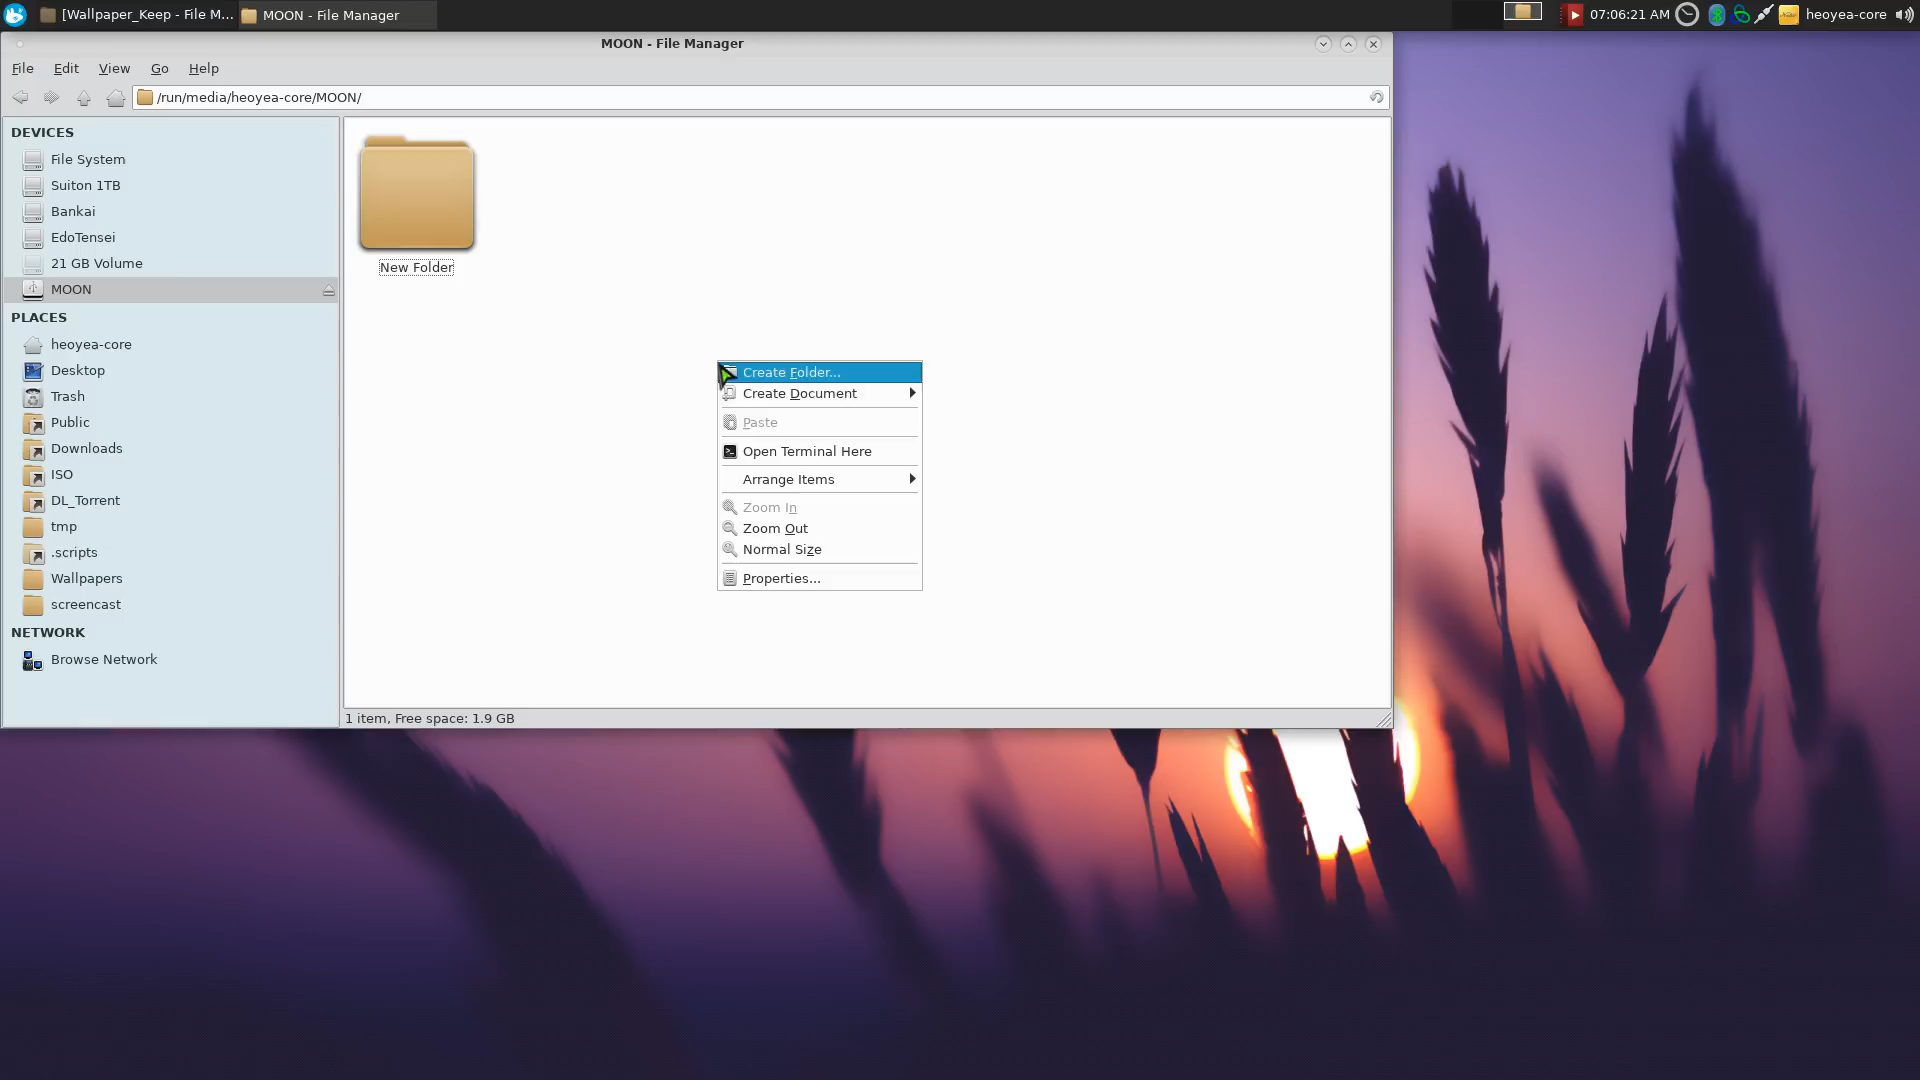 [Wallpaper_Keep - File M... MOON - File Manager 07:06:21 AM heoyea-core
MOON - File Manager
File Edit View Go Help
/run/media/heoyea-core/MOON/
DEVICES
File System
Suiton 1TB
Bankai
EdoTensei
21 GB Volume
MOON
PLACES
heoyea-core
Desktop
Trash
Public
Downloads
ISO
DL_Torrent
tmp
.scripts
Wallpapers
screencast
NETWORK
Browse Network
New Folder
Create Folder...
Create Document
Paste
Open Terminal Here
Arrange Items
Zoom In
Zoom Out
Normal Size
Properties...
1 item, Free space: 1.9 GB